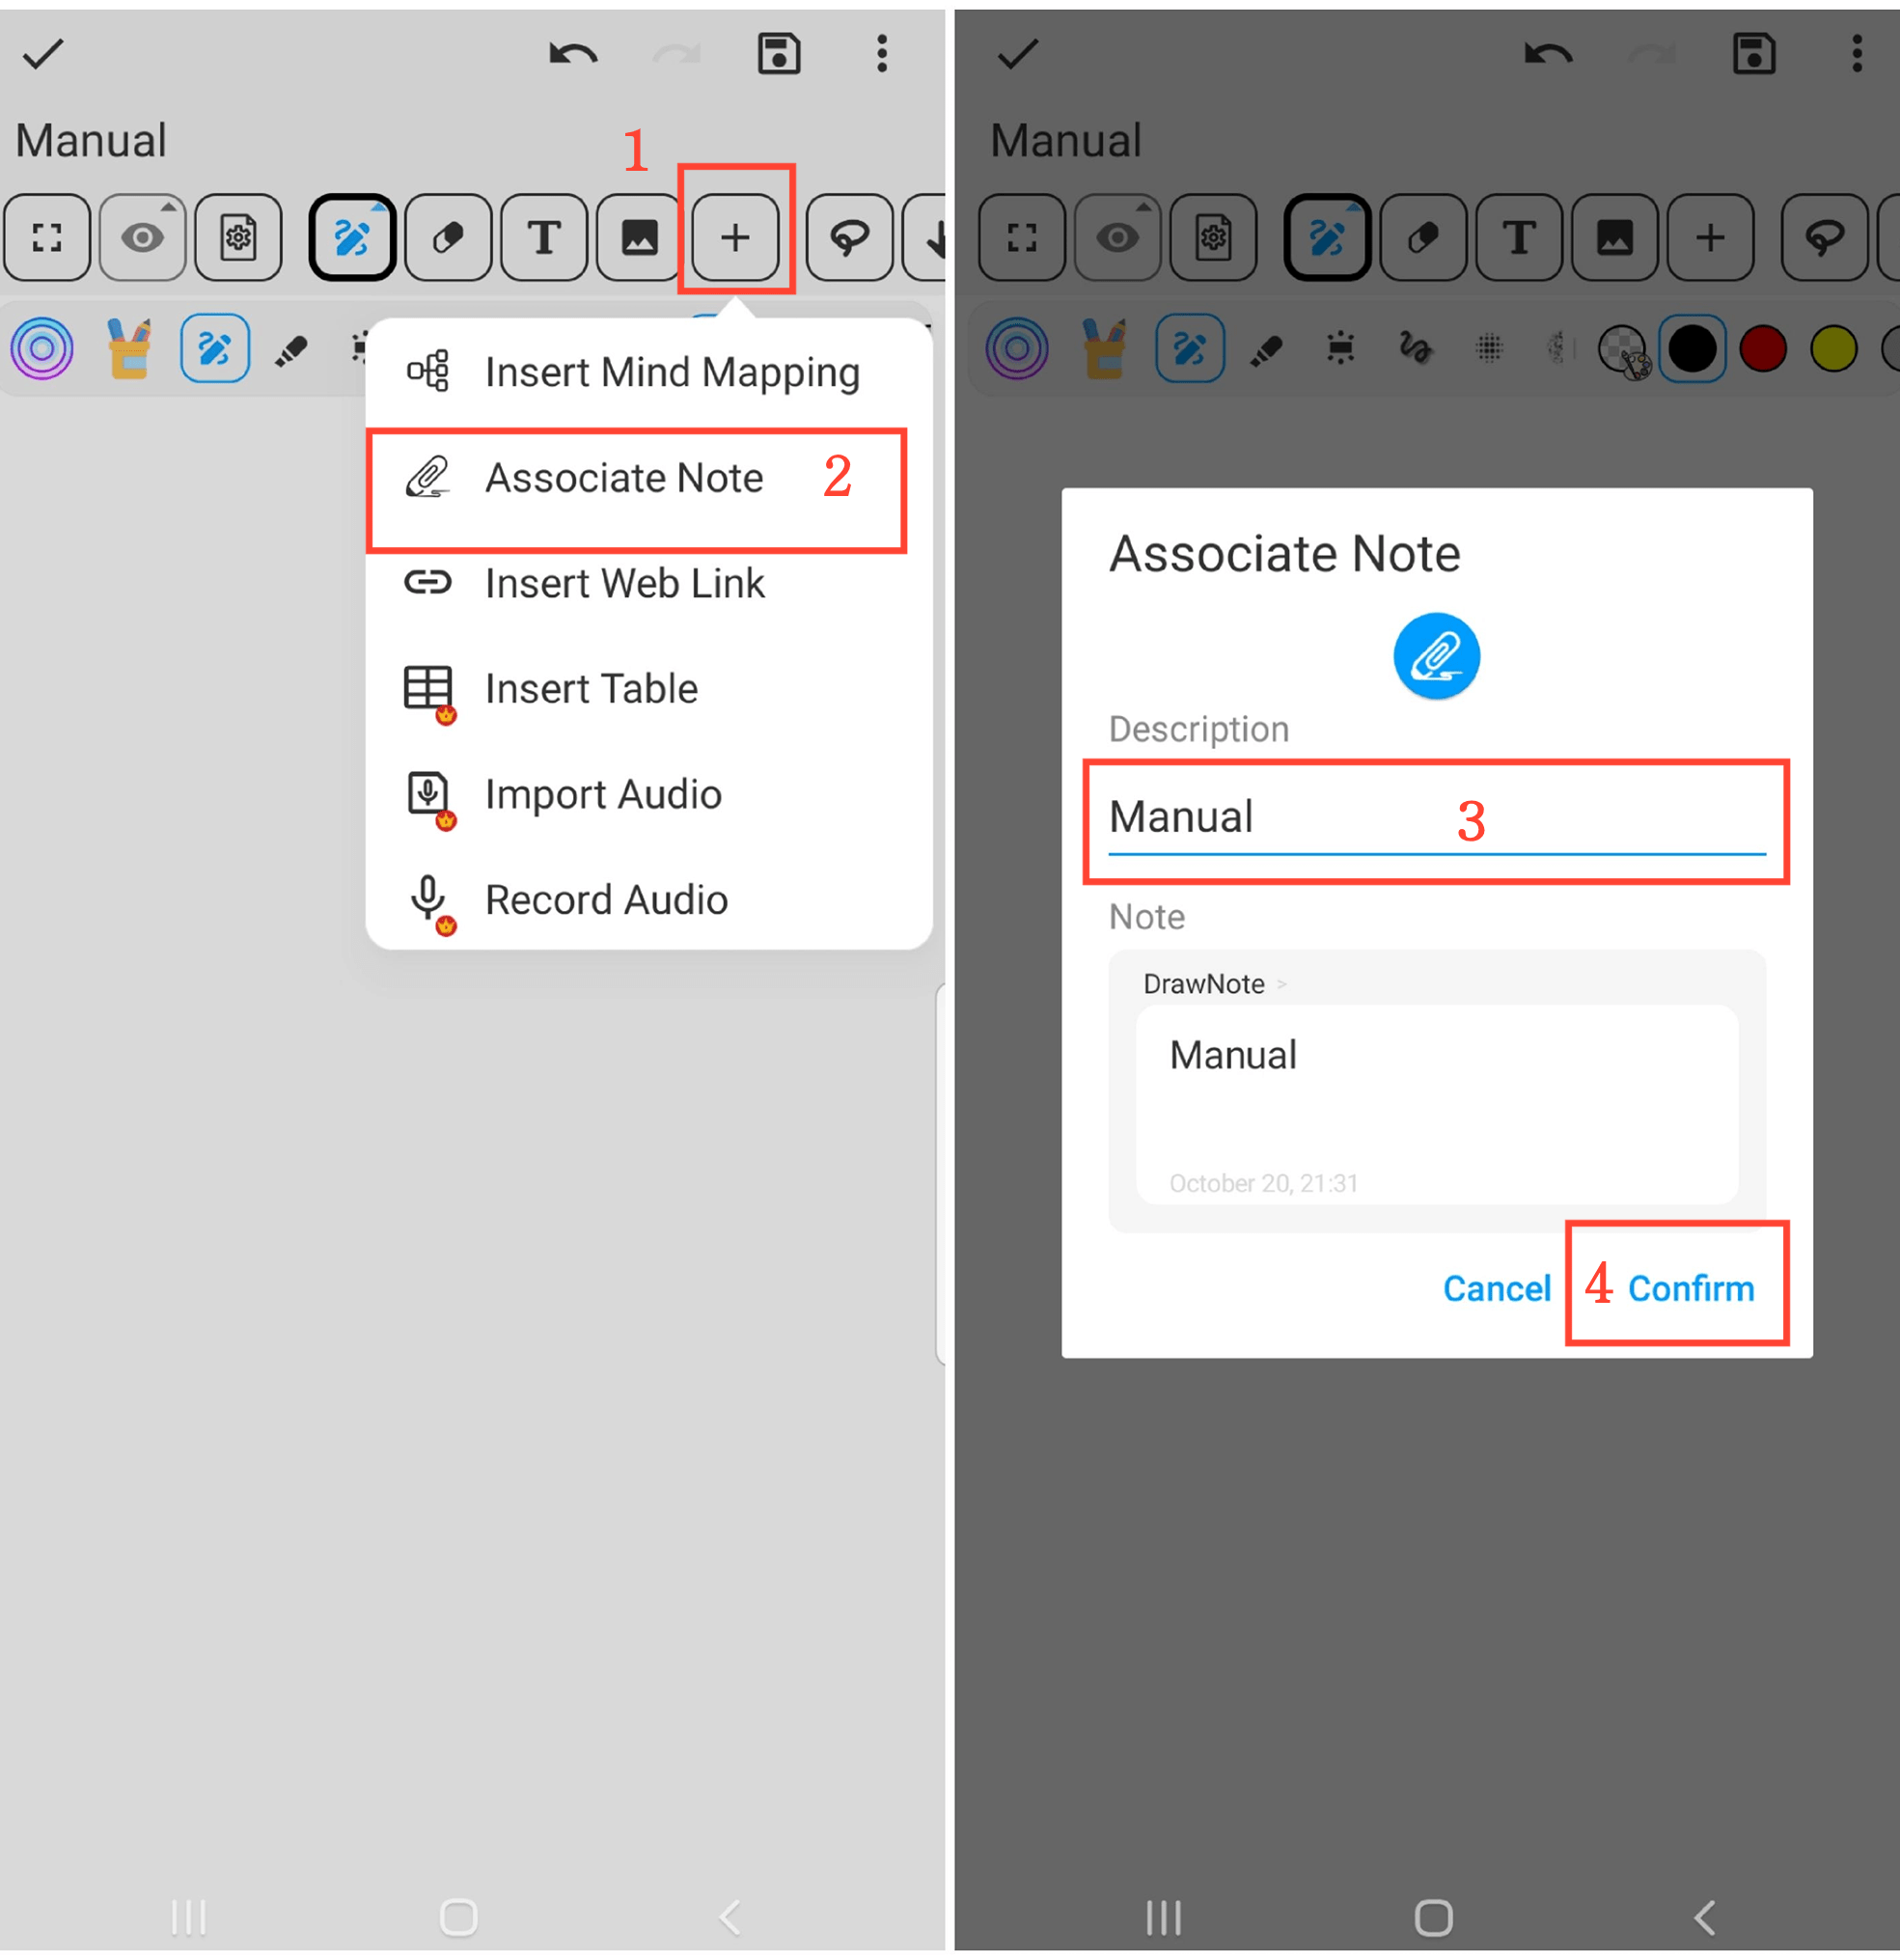 Manual
1
T
Insert Mind Mapping
Associate Note 2
Insert Web Link
Insert Table
Import Audio
Record Audio
Manual
T
Associate Note
Description
Manual 3
Note
DrawNote >
Manual
October 20, 21:31
Cancel 4 Confirm